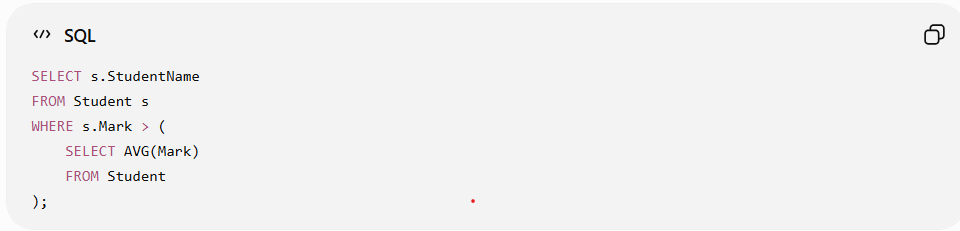 SQL
SELECT s.StudentName
FROM Student s
WHERE s.Mark > (
    SELECT AVG(Mark)
    FROM Student
);